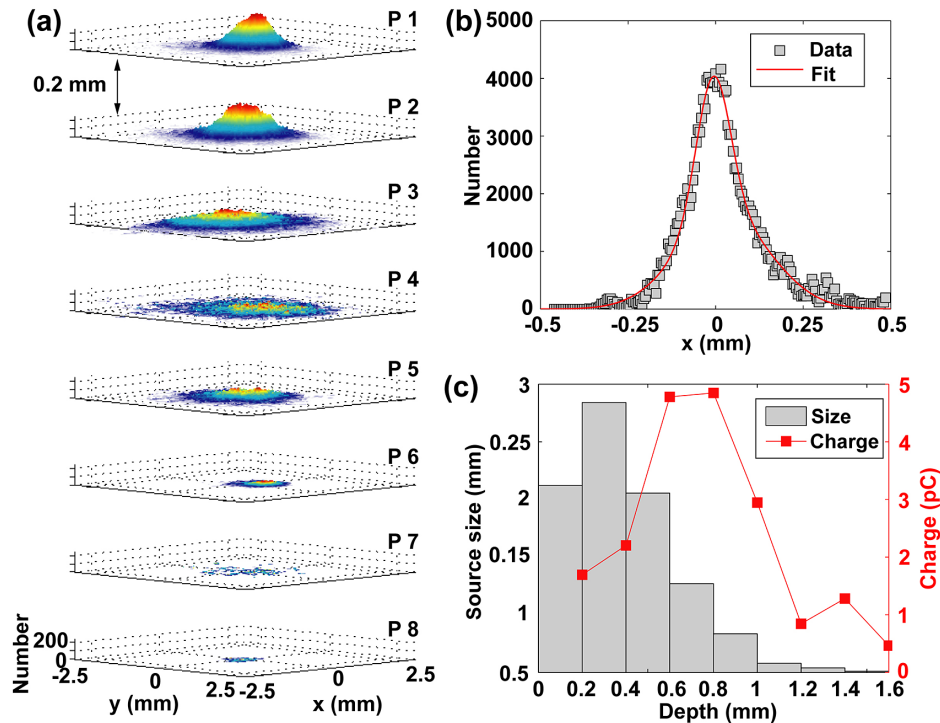 (a)
P 1
0.2 mm
P 2
P 3
P 4
P 5
P 6
P 7
P 8
Number
200
0
-2.5
0
2.5
-2.5
0
2.5
y (mm)
x (mm)
(b)
5000
4000
3000
2000
1000
0
Number
Data
Fit
-0.5
-0.25
0
0.25
0.5
x (mm)
(c)
3
0.25
2
0.15
1
0.5
Source size (mm)
Size
Charge
5
4
3
2
1
0
Charge (pC)
0
0.2
0.4
0.6
0.8
1
1.2
1.4
1.6
Depth (mm)